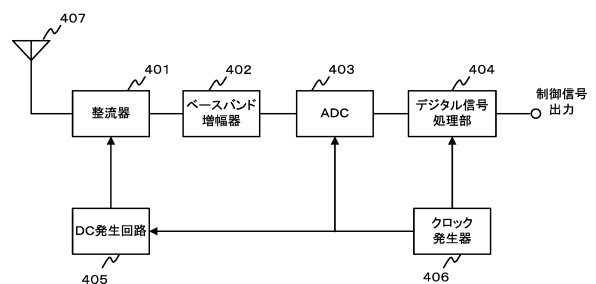 407
401
402
403
404
整流器
ベースバンド
増幅器
ADC
デジタル信号
処理部
制御信号
出力
DC発生回路
クロック
発生器
405
406